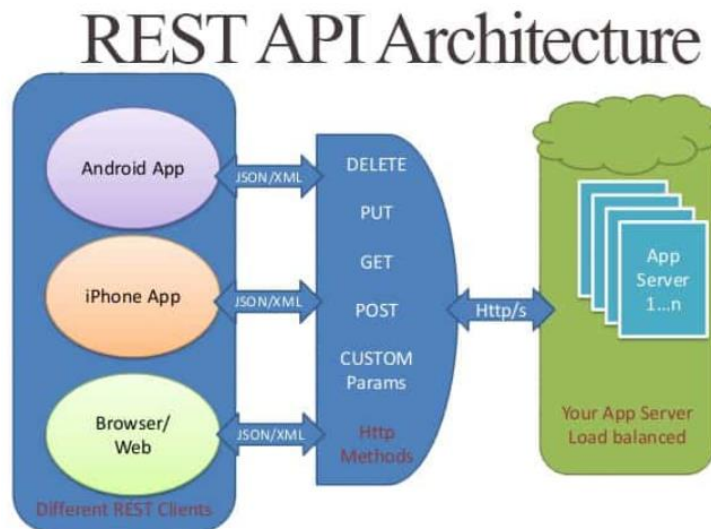 REST API Architecture
Android App
JSON/XML
iPhone App
JSON/XML
Browser/
Web
JSON/XML
Different REST Clients
DELETE
PUT
GET
POST
CUSTOM
Params
Http
Methods
Http/s
App
Server
1...n
Your App Server
Load balanced